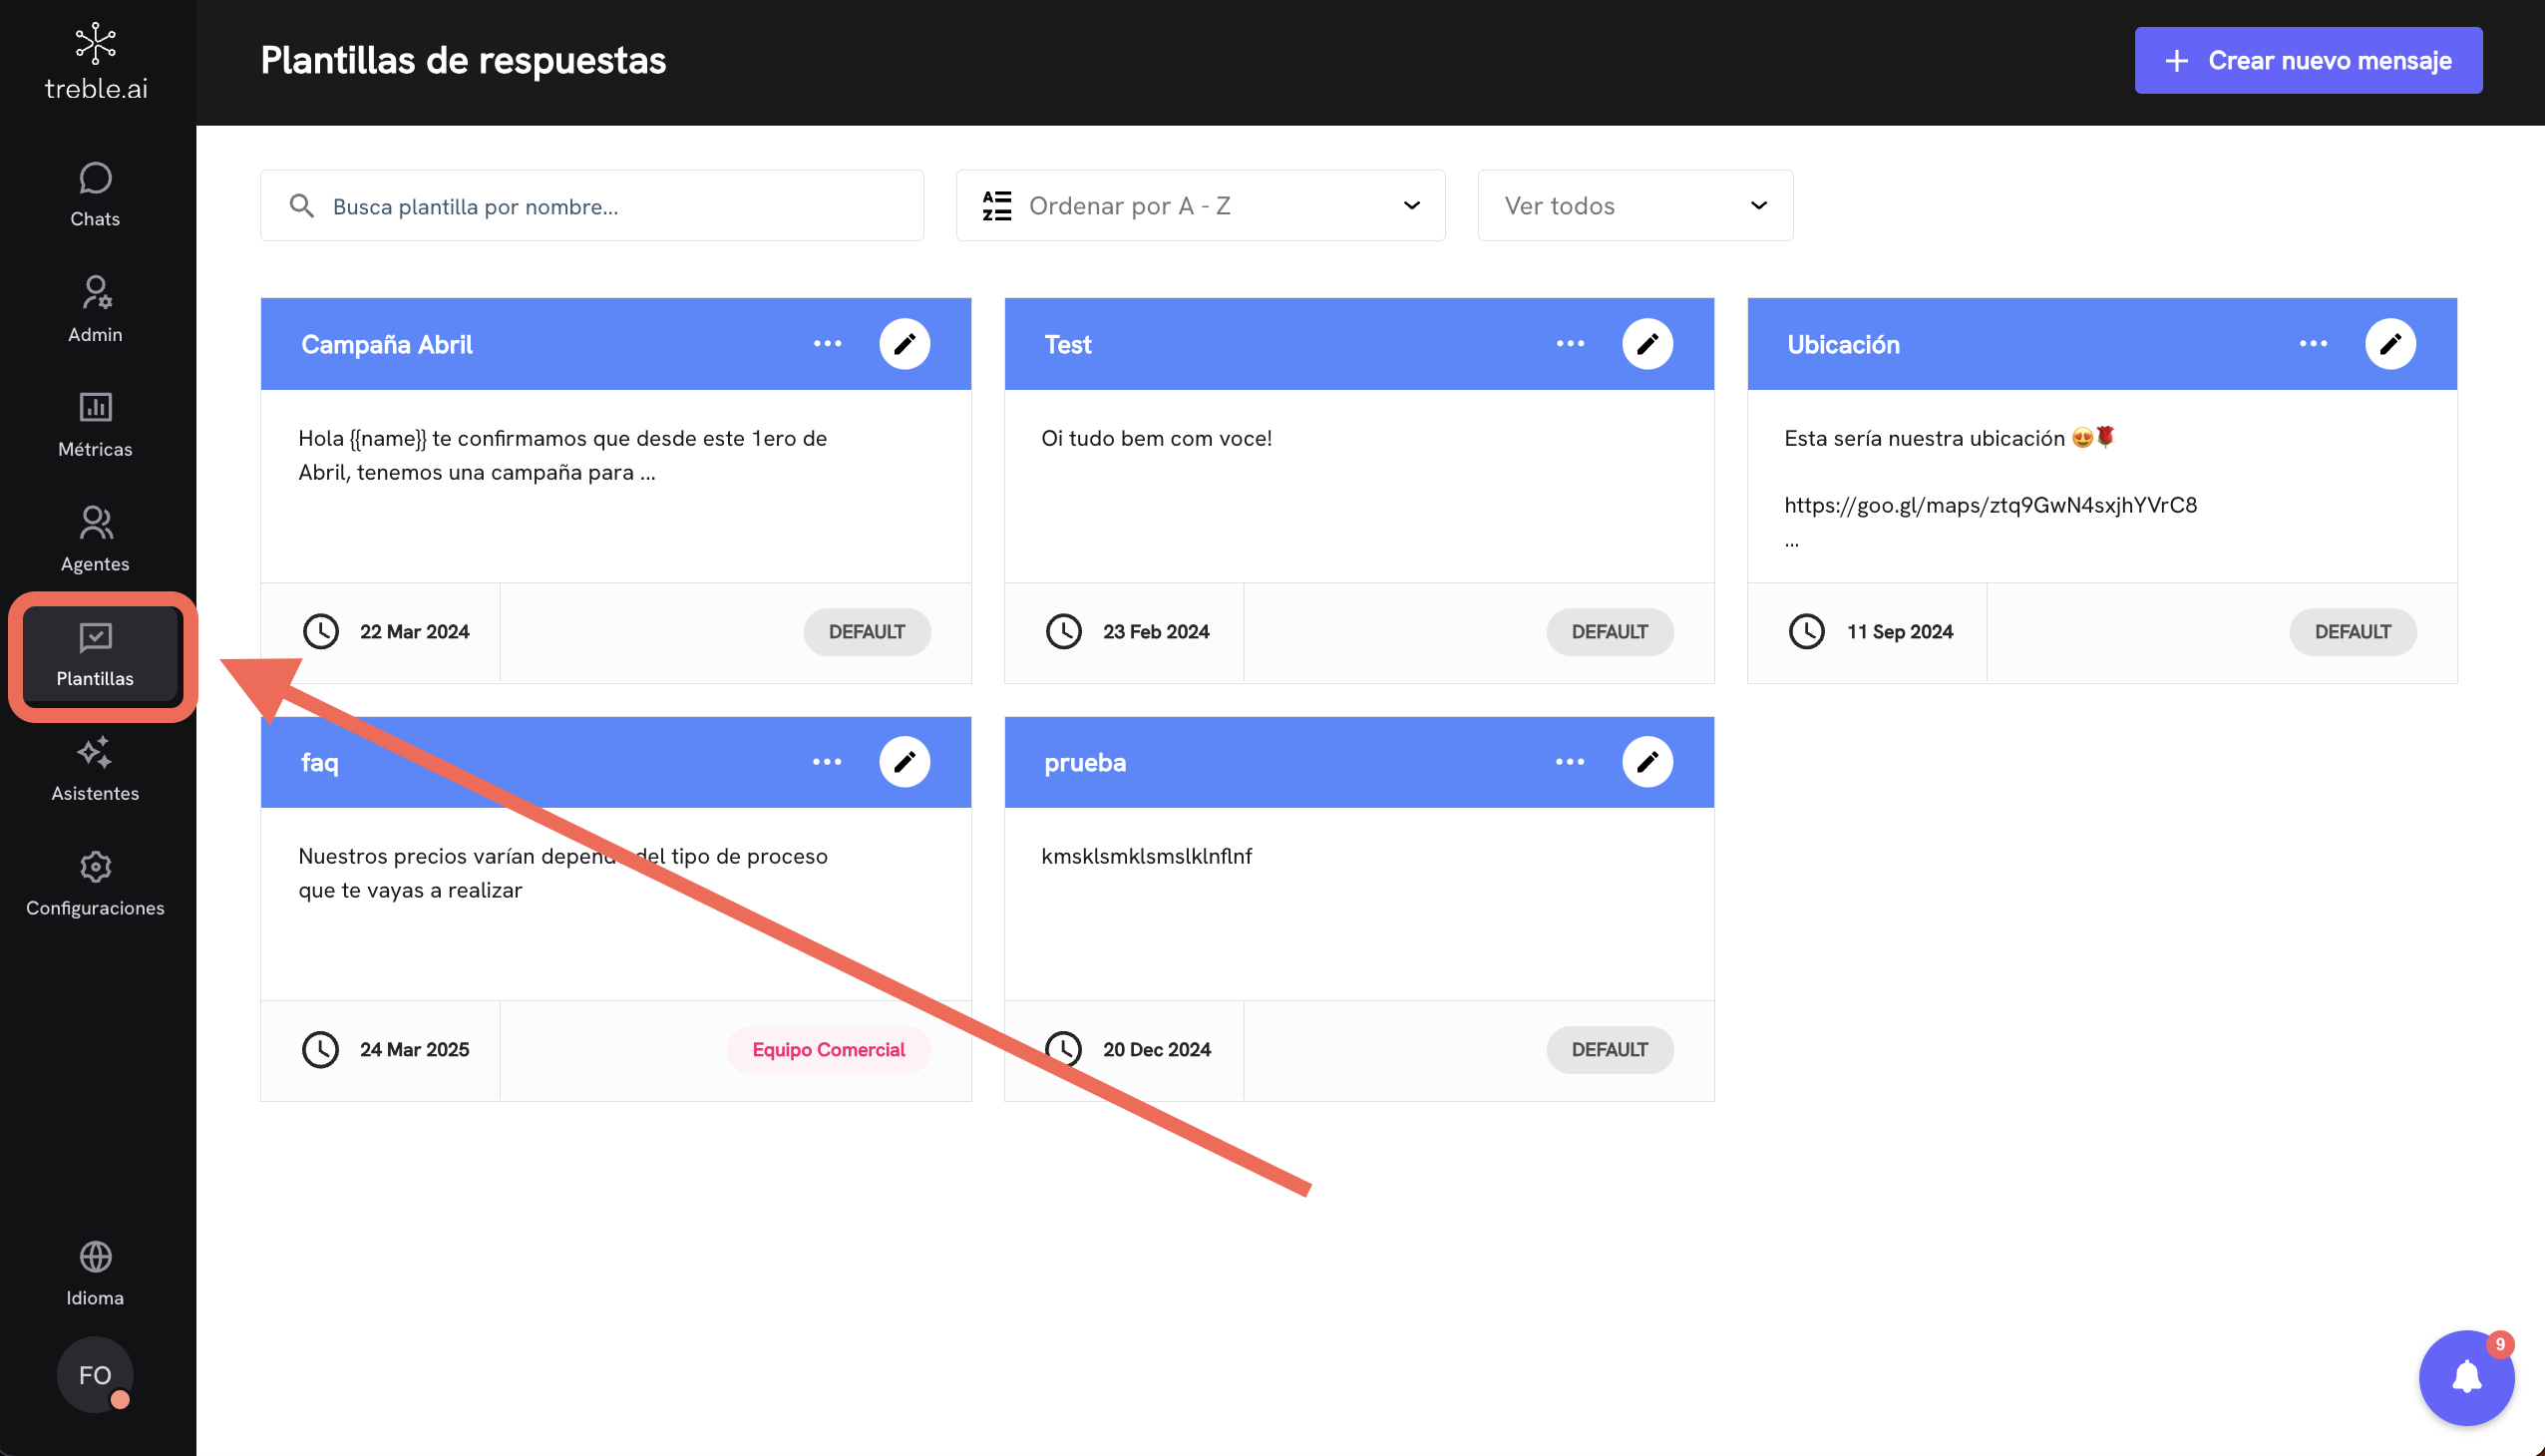 treble.ai
Chats
Admin
Métricas
Agentes
Plantillas
Asistentes
Configuraciones
Idioma
FO
Plantillas de respuestas
Crear nuevo mensaje
Busca plantilla por nombre...
A Z Ordenar por A - Z
Ver todos
Campaña Abril
Hola {{name}} te confirmamos que desde este 1ero de
Abril, tenemos una campaña para ...
22 Mar 2024
DEFAULT
Test
Oi tudo bem com voce!
23 Feb 2024
DEFAULT
Ubicación
Esta sería nuestra ubicación 😍🌹
https://goo.gl/maps/ztq9GwN4sxjhYVrC8
...
11 Sep 2024
DEFAULT
faq
Nuestros precios varían del tipo de proceso
que te vayas a realizar
24 Mar 2025
Equipo Comercial
prueba
kmsklsmklsmslklnflnf
20 Dec 2024
DEFAULT
9